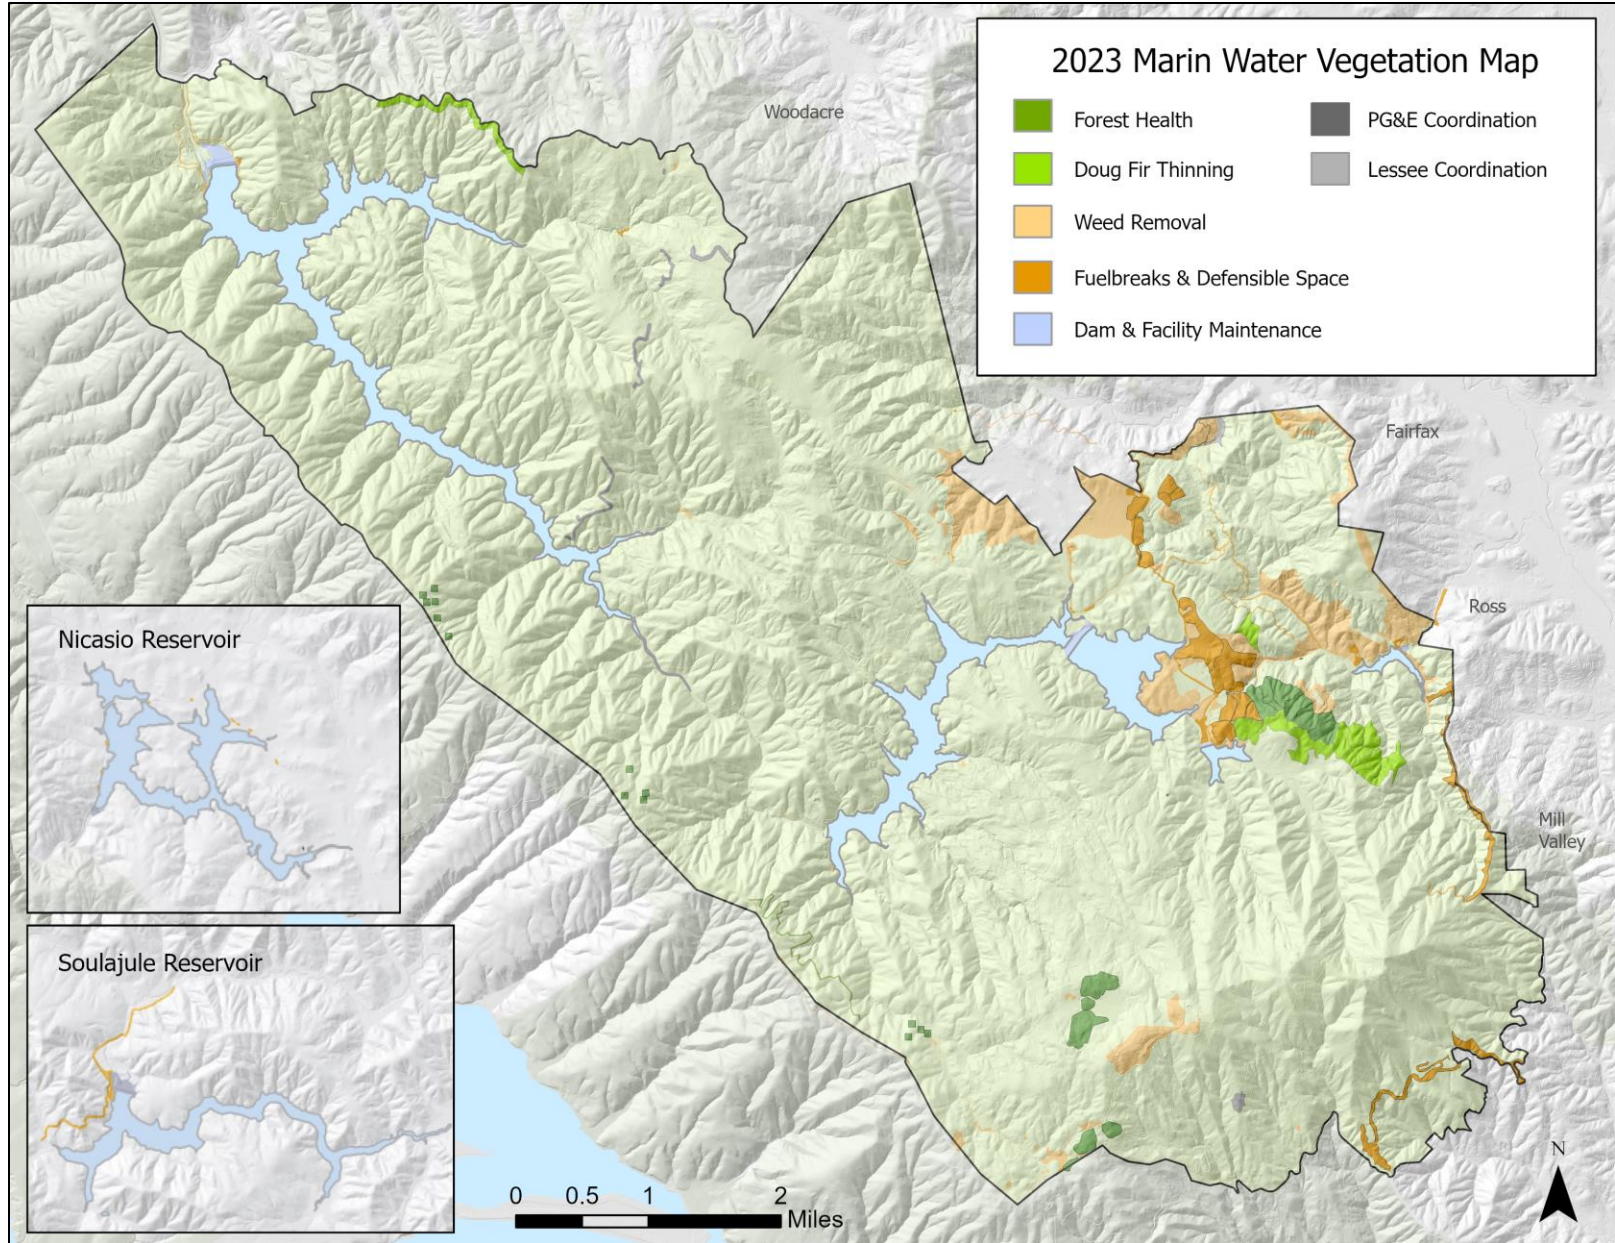 2023 Marin Water Vegetation Map
Forest Health
PG&E Coordination
Doug Fir Thinning
Lessee Coordination
Weed Removal
Fuelbreaks & Defensible Space
Dam & Facility Maintenance
Woodacre
Fairfax
Ross
Mill
Valley
Nicasio Reservoir
Soulajule Reservoir
0 0.5 1 2
Miles
N